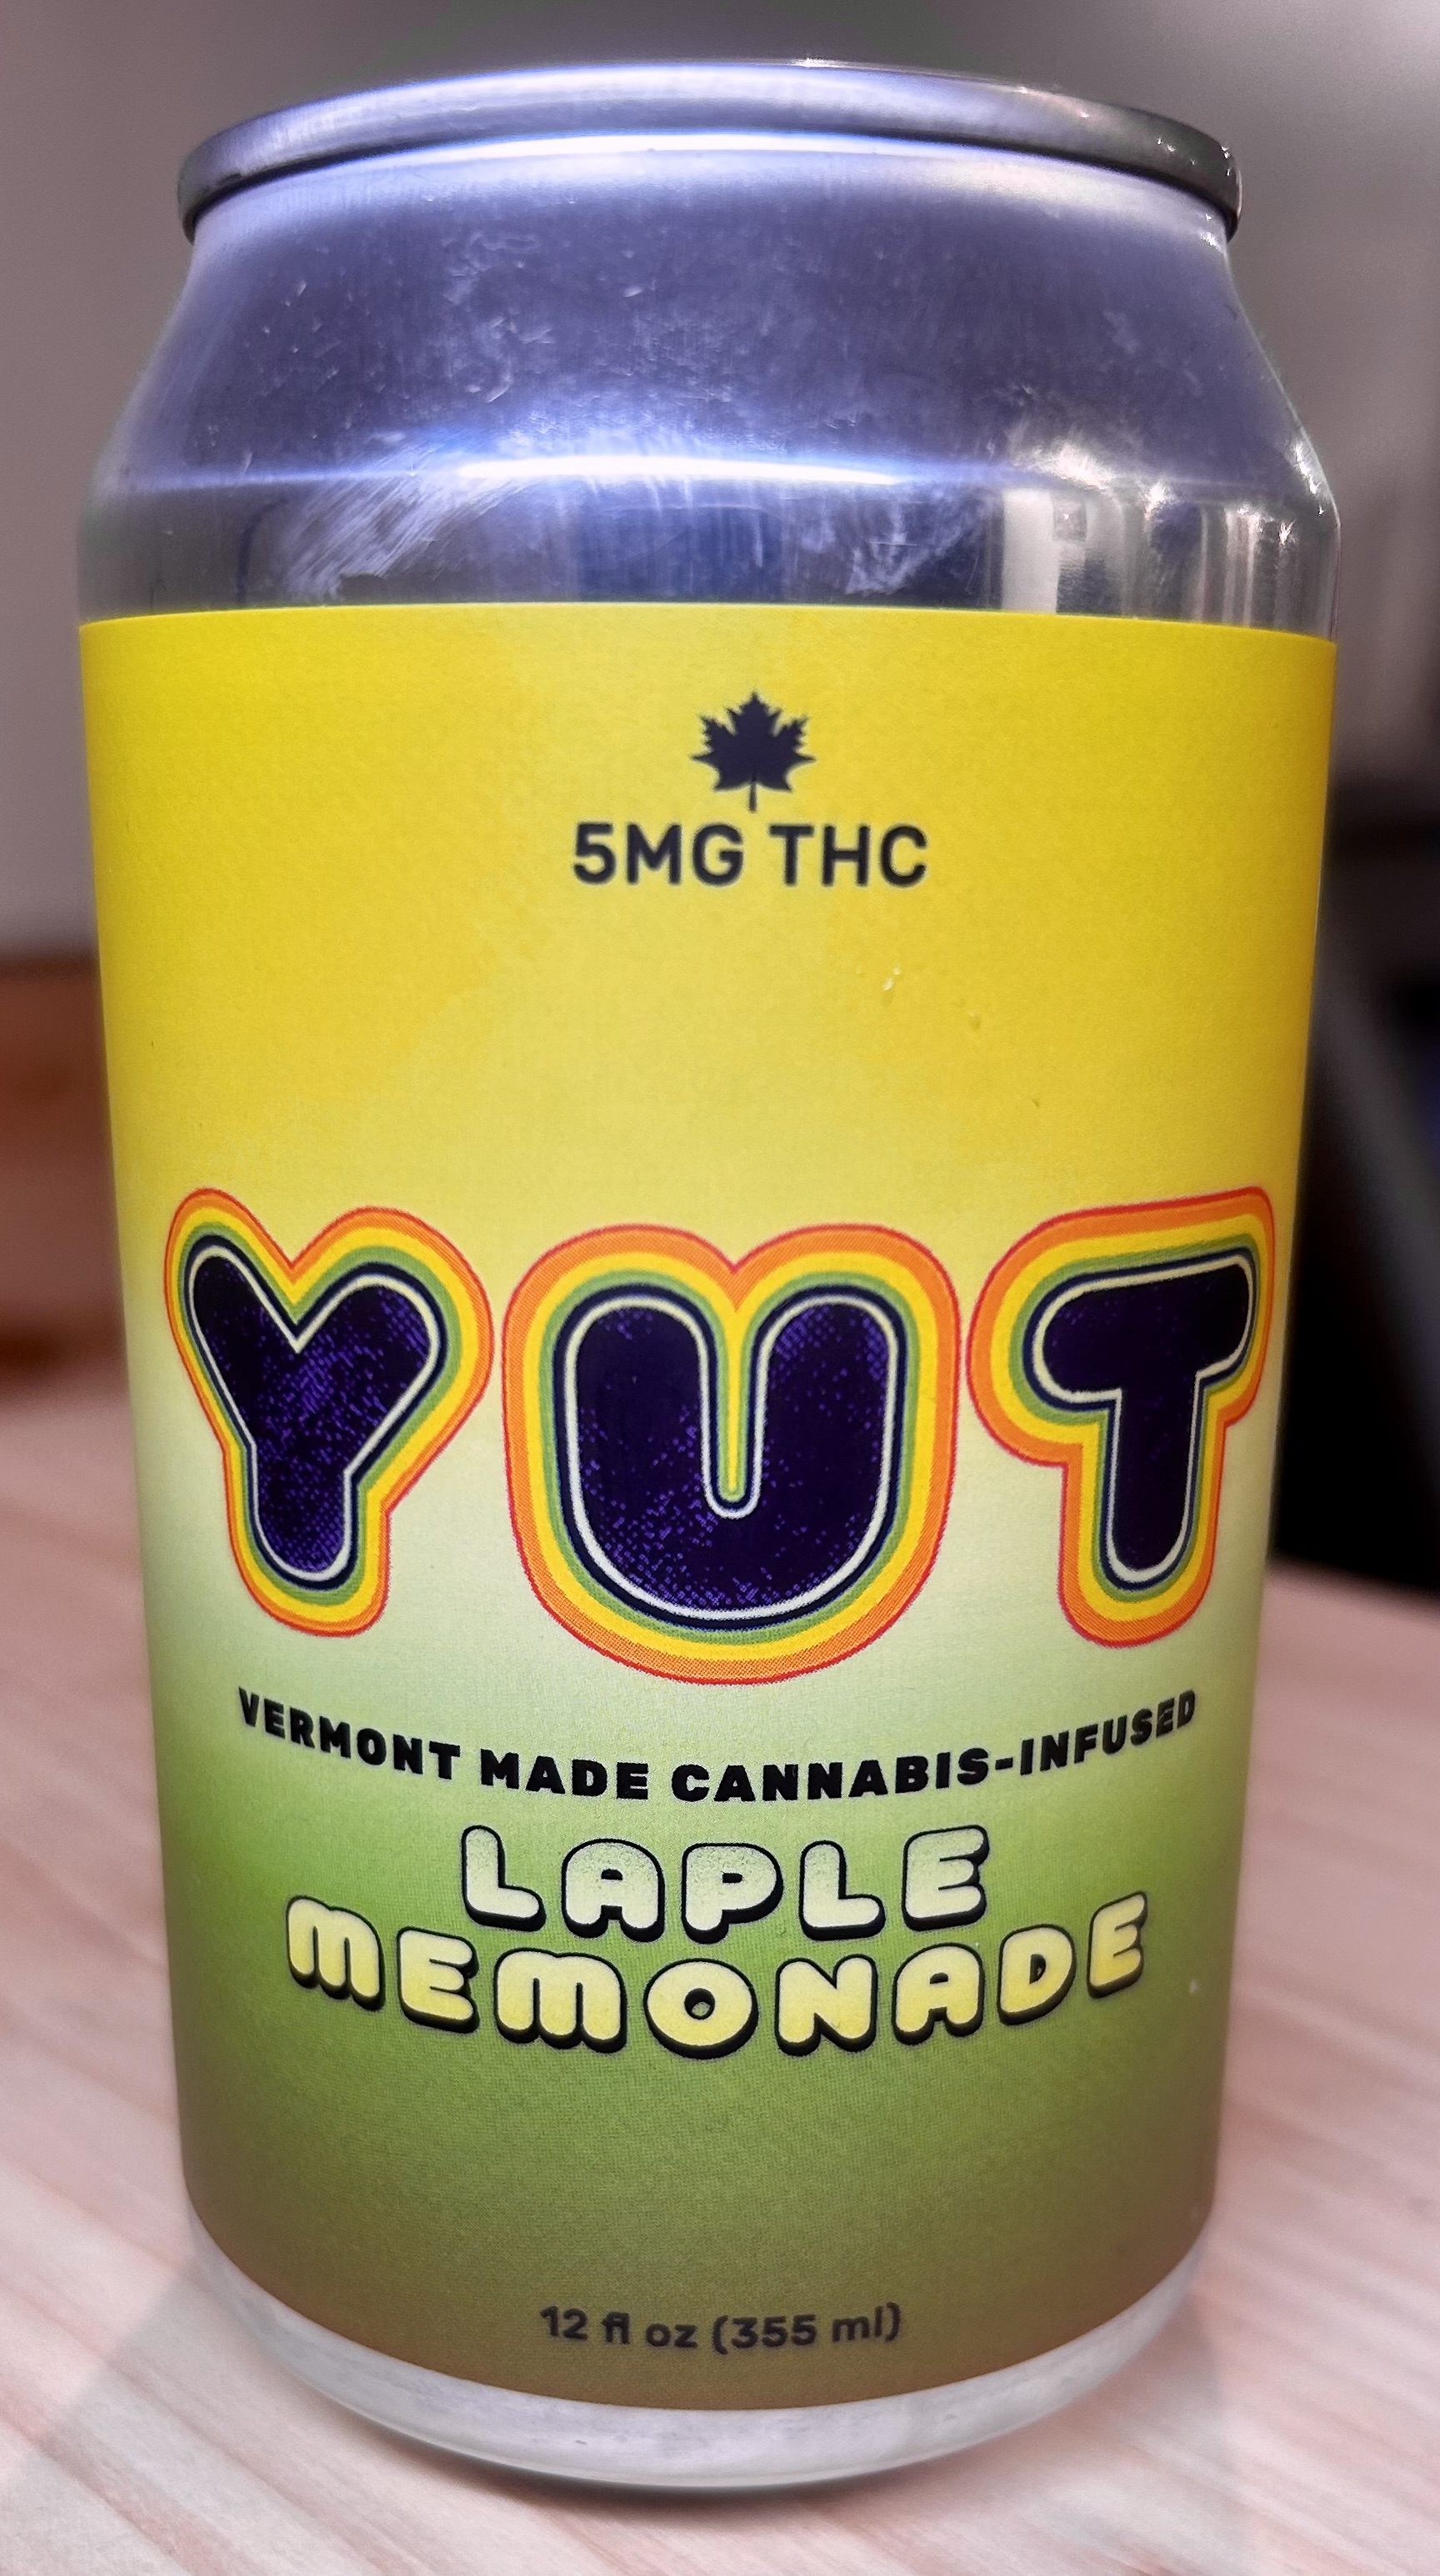 5MG THC
YUT
VERMONT MADE CANNABIS-INFUSED
LAPLE
MEMONADE
12 fl oz (355 ml)